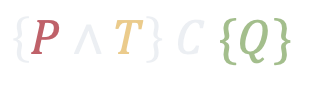 {P ∧ T} C {Q}